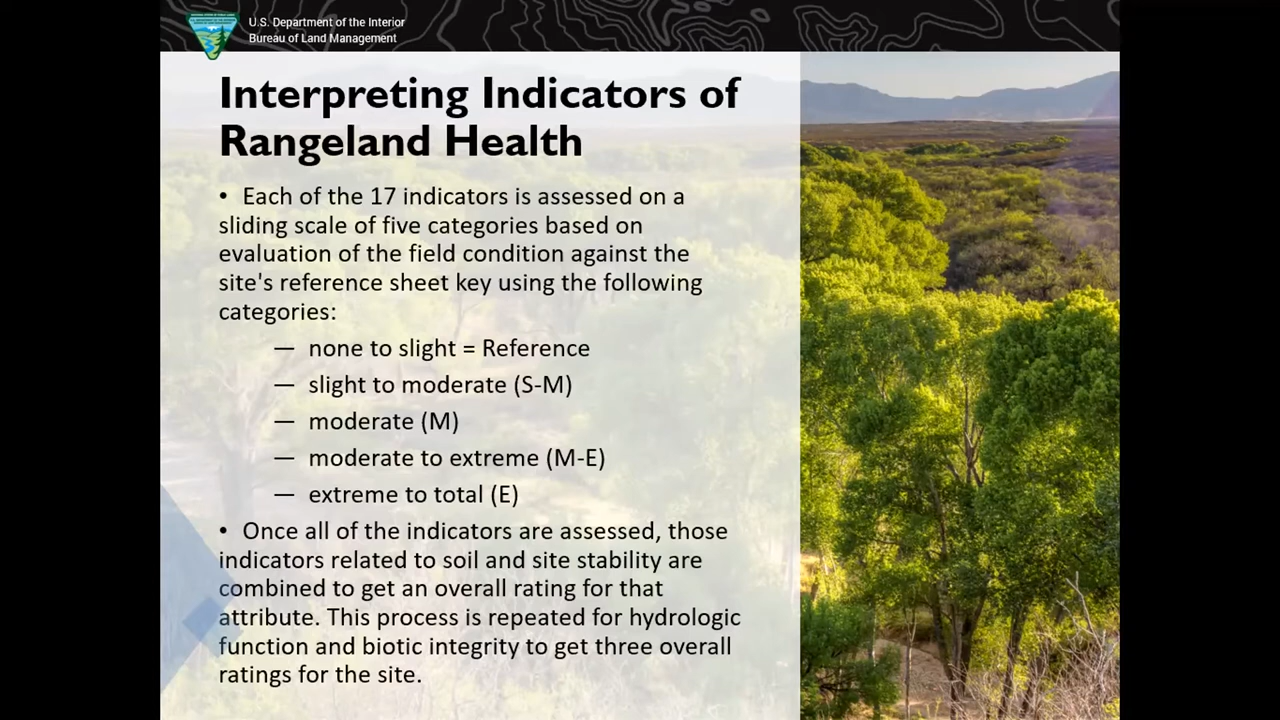 U.S. Department of the Interior
Bureau of Land Management
Interpreting Indicators of
Rangeland Health
• Each of the 17 indicators is assessed on a
sliding scale of five categories based on
evaluation of the field condition against the
site's reference sheet key using the following
categories:
— none to slight = Reference
— slight to moderate (S-M)
— moderate (M)
— moderate to extreme (M-E)
— extreme to total (E)
• Once all of the indicators are assessed, those
indicators related to soil and site stability are
combined to get an overall rating for that
attribute. This process is repeated for hydrologic
function and biotic integrity to get three overall
ratings for the site.